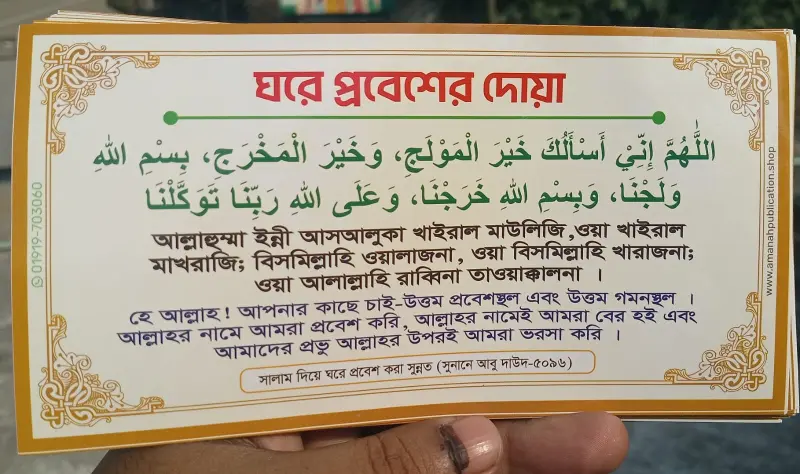 ঘরে প্রবেশের দোয়া
اللّٰهُمَّ إِنِّيْ أَسْأَلُكَ خَيْرَ الْمَوْلَجِ، وَخَيْرَ الْمَخْرَجِ، بِسْمِ اللهِ
وَلَجْنَا، وَبِسْمِ اللهِ خَرَجْنَا، وَعَلَى اللهِ رَبِّنَا تَوَكَّلْنَا
আল্লাহুম্মা ইন্নী আসআলুকা খাইরাল মাউলিজি,ওয়া খাইরাল
মাখরাজি; বিসমিল্লাহি ওয়ালাজনা, ওয়া বিসমিল্লাহি খারাজনা;
ওয়া আলাল্লাহি রাব্বিনা তাওয়াক্কালনা ।
হে আল্লাহ! আপনার কাছে চাই-উত্তম প্রবেশস্থল এবং উত্তম গমনস্থল ।
আল্লাহর নামে আমরা প্রবেশ করি, আল্লাহর নামেই আমরা বের হই এবং
আমাদের প্রভু আল্লাহর উপরই আমরা ভরসা করি ।
সালাম দিয়ে ঘরে প্রবেশ করা সুন্নত (সুনানে আবু দাউদ-৫০৯৬)
01919-703060
www.amanahpublication.shop